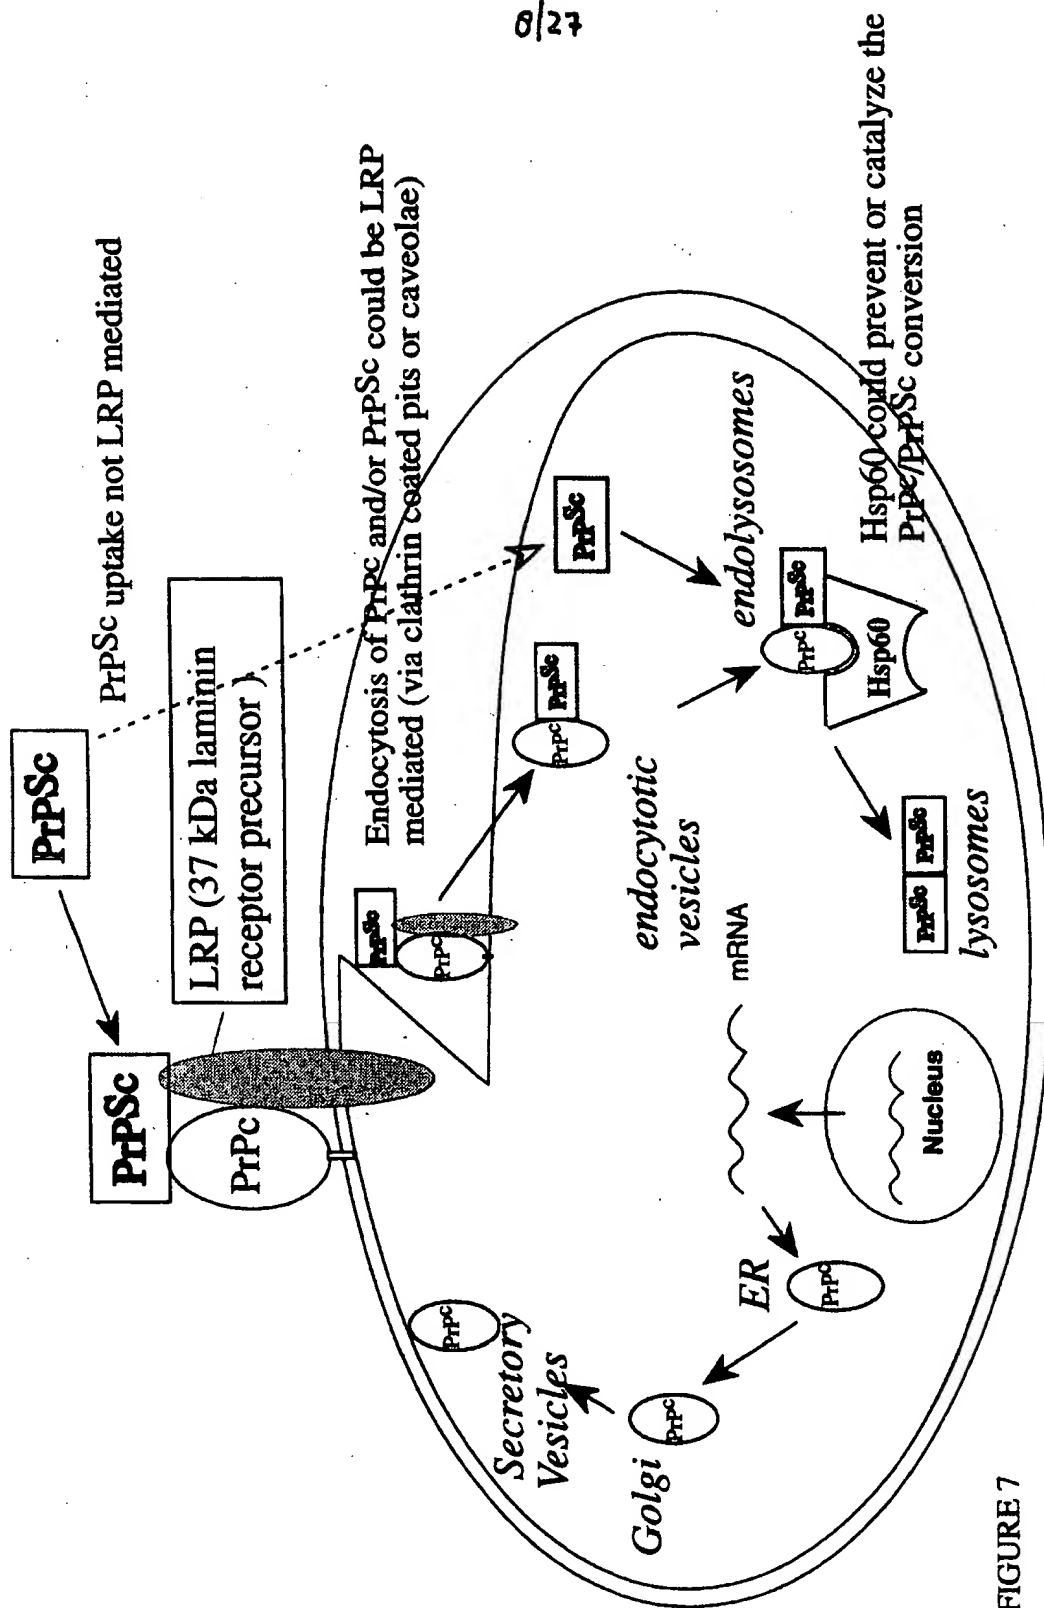 8/27
PrPSc
PrPSc uptake not LRP mediated
PrPSc
PrPc
LRP (37 kDa laminin
receptor precursor )
Endocytosis of PrPc and/or PrPSc could be LRP
mediated (via clathrin coated pits or caveolae)
PrPSc
PrPc
PrPc
PrPSc
PrPSc
Secretory
Vesicles
PrPc
endocytotic
vesicles
endolysosomes
PrPc
PrPSc
Hsp60
Golgi
PrPc
ER
PrPc
mRNA
Nucleus
PrPSc
PrPSc
lysosomes
Hsp60 could prevent or catalyze the
PrPc/PrPSc conversion
FIGURE 7